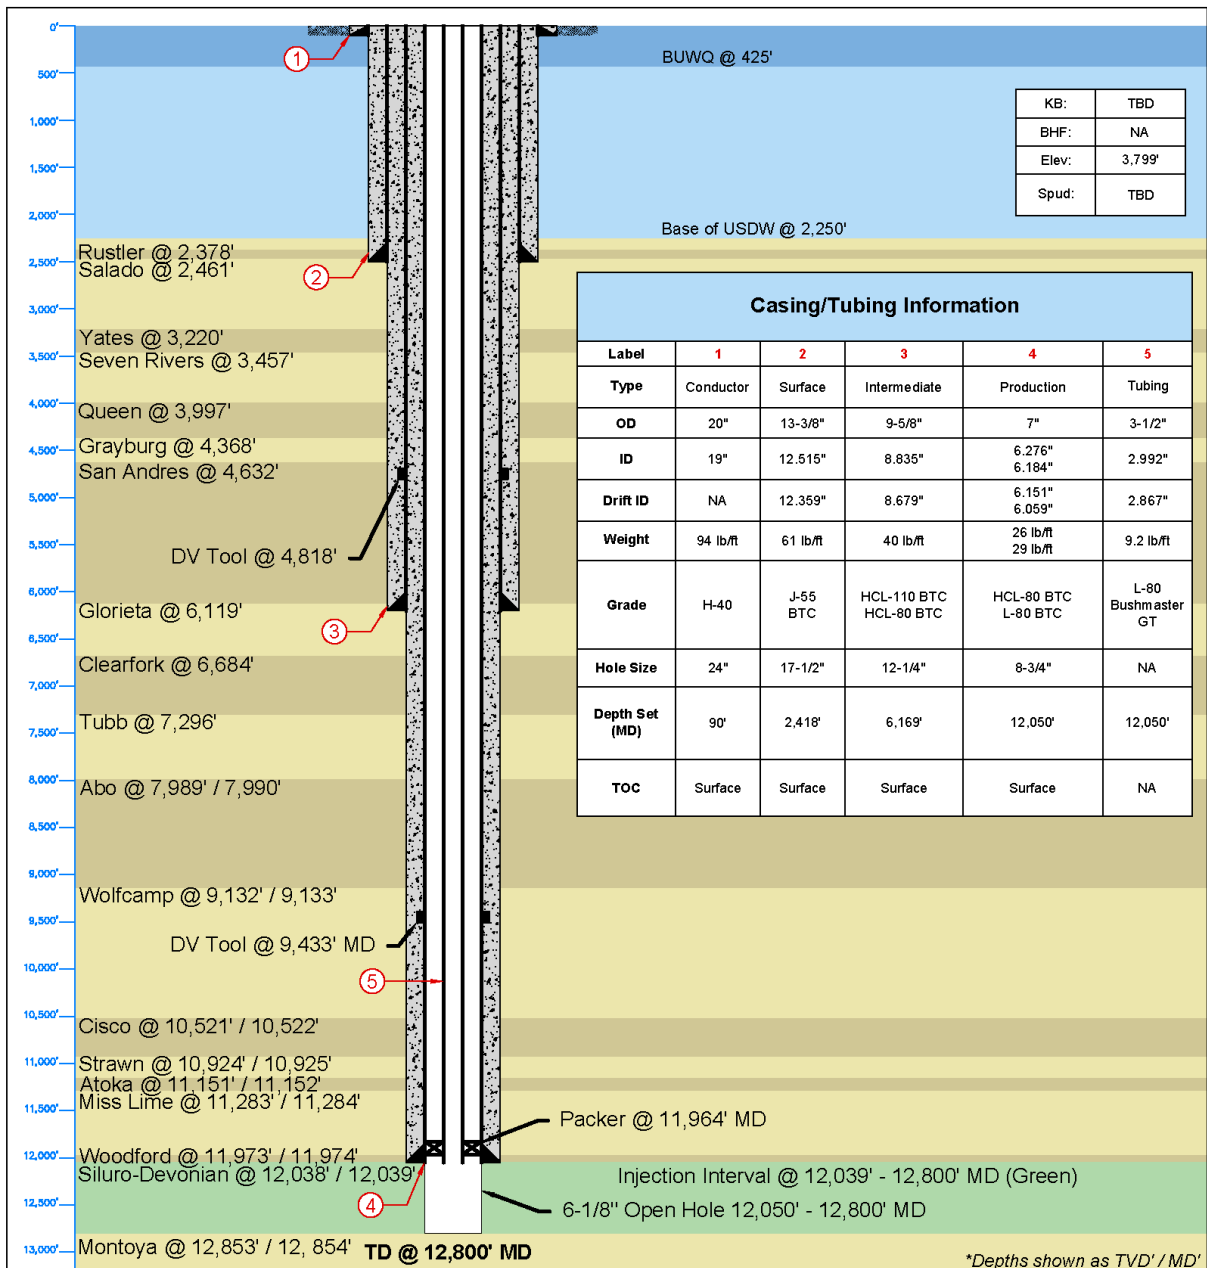 0'
500'
1,000'
1,500'
2,000'
2,500'
3,000'
3,500'
4,000'
4,500'
5,000'
5,500'
6,000'
6,500'
7,000'
7,500'
8,000'
8,500'
9,000'
9,500'
10,000'
10,500'
11,000'
11,500'
12,000'
12,500'
13,000'
BUWQ @ 425'
Base of USDW @ 2,250'
KB: TBD
BHF: NA
Elev: 3,799'
Spud: TBD
1
2
3
5
4
Rustler @ 2,378'
Salado @ 2,461'
Yates @ 3,220'
Seven Rivers @ 3,457'
Queen @ 3,997'
Grayburg @ 4,368'
San Andres @ 4,632'
DV Tool @ 4,818'
Glorieta @ 6,119'
Clearfork @ 6,684'
Tubb @ 7,296'
Abo @ 7,989' / 7,990'
Wolfcamp @ 9,132' / 9,133'
DV Tool @ 9,433' MD
Cisco @ 10,521' / 10,522'
Strawn @ 10,924' / 10,925'
Atoka @ 11,151' / 11,152'
Miss Lime @ 11,283' / 11,284'
Woodford @ 11,973' / 11,974'
Siluro-Devonian @ 12,038' / 12,039'
Montoya @ 12,853' / 12, 854'
Casing/Tubing Information
Label 1 2 3 4 5
Type Conductor Surface Intermediate Production Tubing
OD 20" 13-3/8" 9-5/8" 7" 3-1/2"
ID 19" 12.515" 8.835" 6.276" 6.184" 2.992"
Drift ID NA 12.359" 8.679" 6.151" 6.059" 2.867"
Weight 94 lb/ft 61 lb/ft 40 lb/ft 26 lb/ft 29 lb/ft 9.2 lb/ft
Grade H-40 J-55 BTC HCL-110 BTC HCL-80 BTC HCL-80 BTC L-80 BTC L-80 Bushmaster GT
Hole Size 24" 17-1/2" 12-1/4" 8-3/4" NA
Depth Set (MD) 90' 2,418' 6,169' 12,050' 12,050'
TOC Surface Surface Surface Surface NA
Packer @ 11,964' MD
Injection Interval @ 12,039' - 12,800' MD (Green)
6-1/8" Open Hole 12,050' - 12,800' MD
TD @ 12,800' MD
*Depths shown as TVD' / MD'